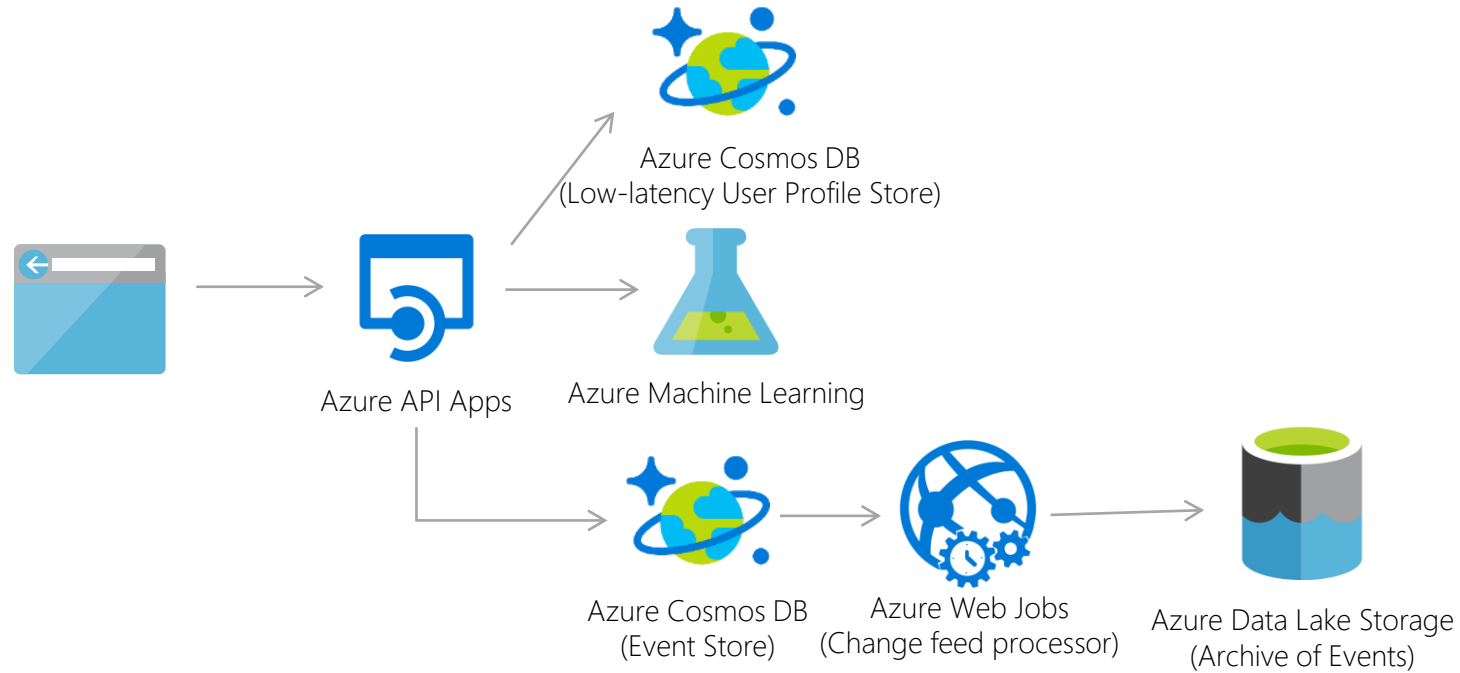 Azure Cosmos DB
(Low-latency User Profile Store)
Azure API Apps
Azure Machine Learning
Azure Cosmos DB
(Event Store)
Azure Web Jobs
(Change feed processor)
Azure Data Lake Storage
(Archive of Events)